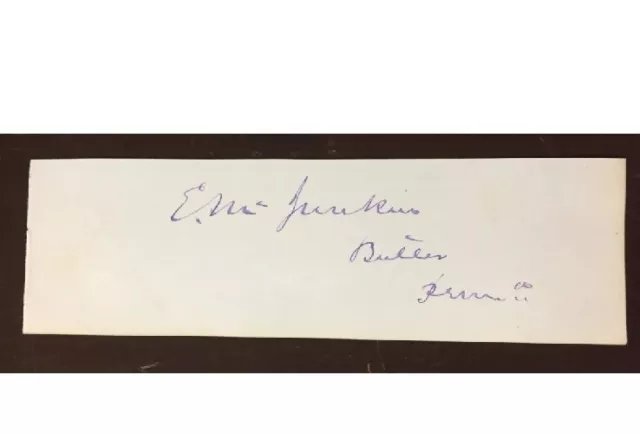 E. Mc Junkin
Butler
Penna